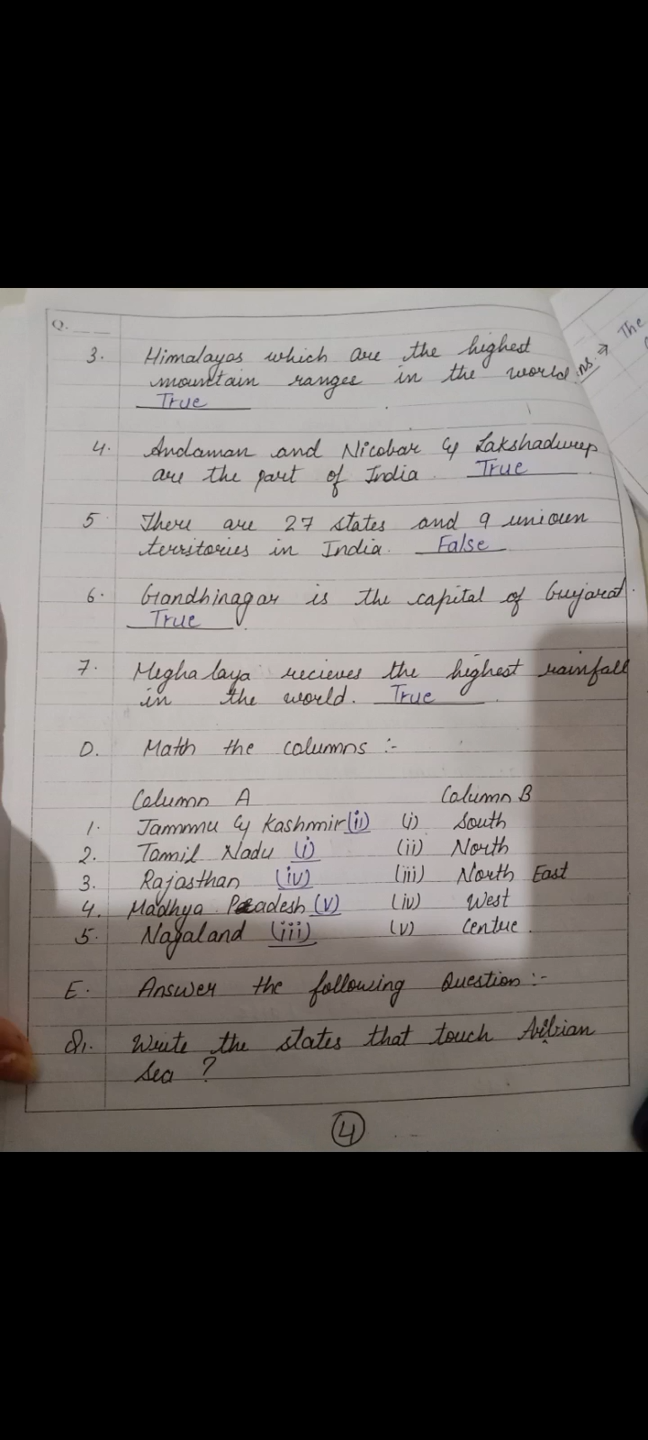 Q.
3. Himalayas which are the highest
mountain ranges in the world.
True
4. Andaman and Nicobar & Lakshadweep
are the part of India True
5 There are 27 states and 9 unioun
territories in India. False
6. Gandhinagar is the capital of Gujarat.
True
7. Meghalaya recieves the highest rainfall
in the world. True
D. Match the columns :-
Column A Column B
1. Jammu & Kashmir (ii) (i) South
2. Tamil Nadu (i) (ii) North
3. Rajasthan (iv) (iii) North East
4. Madhya Pradesh (v) (iv) West
5. Nagaland (iii) (v) Centre.
E. Answer the following Question :-
Q1. Write the states that touch
Sea ?
4
ns. → The